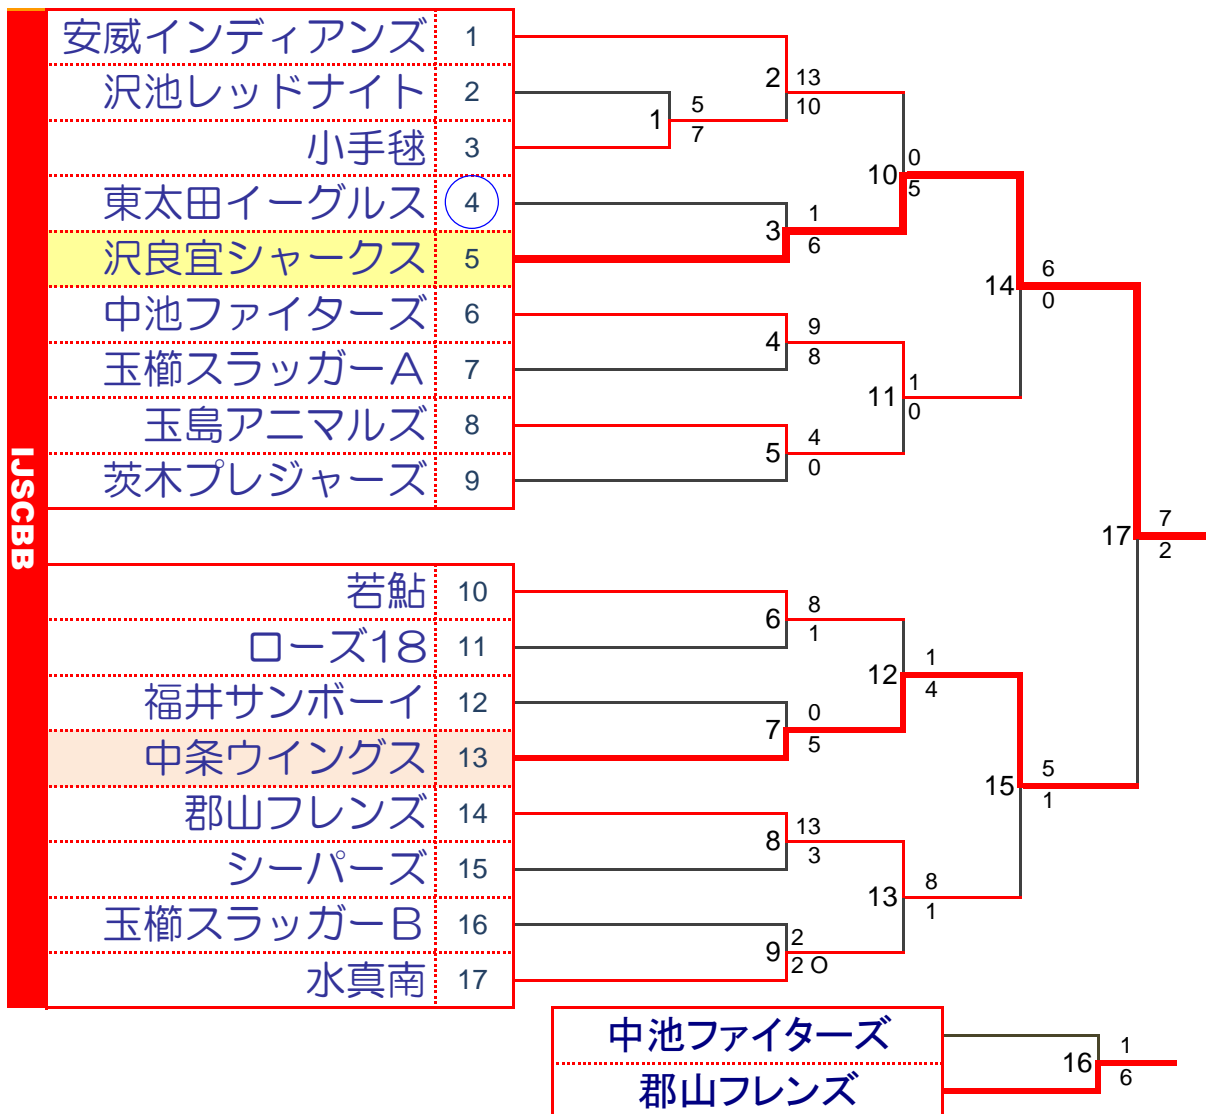 IJSCBB
安威インディアンズ 1
沢池レッドナイト 2
小手毬 3
東太田イーグルス 4
沢良宜シャークス 5
中池ファイターズ 6
玉櫛スラッガーA 7
玉島アニマルズ 8
茨木プレジャーズ 9
若鮎 10
ローズ18 11
福井サンボーイ 12
中条ウイングス 13
郡山フレンズ 14
シーパーズ 15
玉櫛スラッガーB 16
水真南 17
1 5 7
2 13 10
3 1 6
4 9 8
5 4 0
6 8 1
7 0 5
8 13 3
9 2 2 O
10 0 5
11 1 0
12 1 4
13 8 1
14 6 0
15 5 1
17 7 2
中池ファイターズ
郡山フレンズ
16 1 6